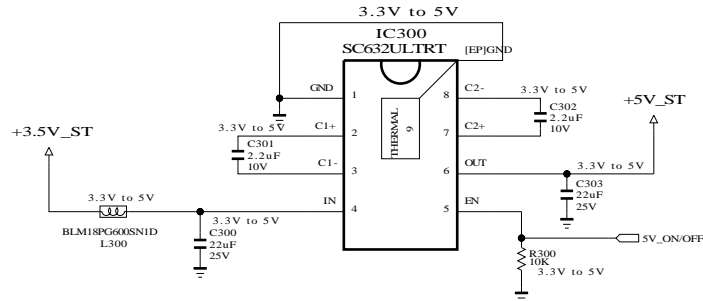 3.3V to 5V
IC300
SC632ULTRT
[EP]GND
GND
1
8
C2-
3.3V to 5V
+5V_ST
+3.5V_ST
3.3V to 5V
C1+
2
THERMAL
9
7
C2+
C302
2.2uF
10V
C301
2.2uF
10V
C1-
3
6
OUT
3.3V to 5V
3.3V to 5V
IN
4
5
EN
C303
22uF
25V
BLM18PG600SN1D
L300
3.3V to 5V
C300
22uF
25V
5V_ON/OFF
R300
10K
3.3V to 5V